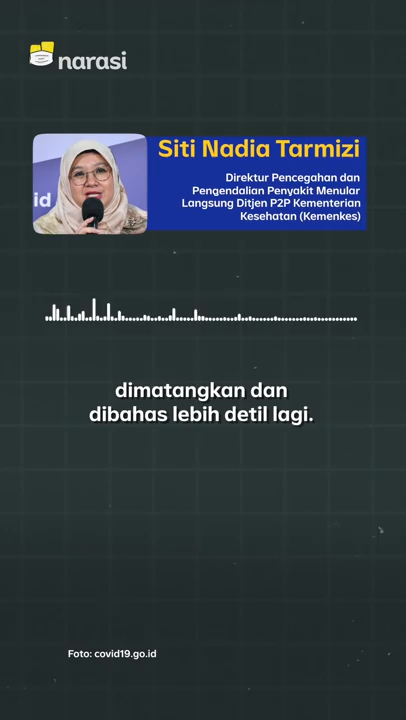 narasi
Siti Nadia Tarmizi
Direktur Pencegahan dan
Pengendalian Penyakit Menular
Langsung Ditjen P2P Kementerian
Kesehatan (Kemenkes)
id
dimatangkan dan
dibahas lebih detil lagi.
Foto: covid19.go.id